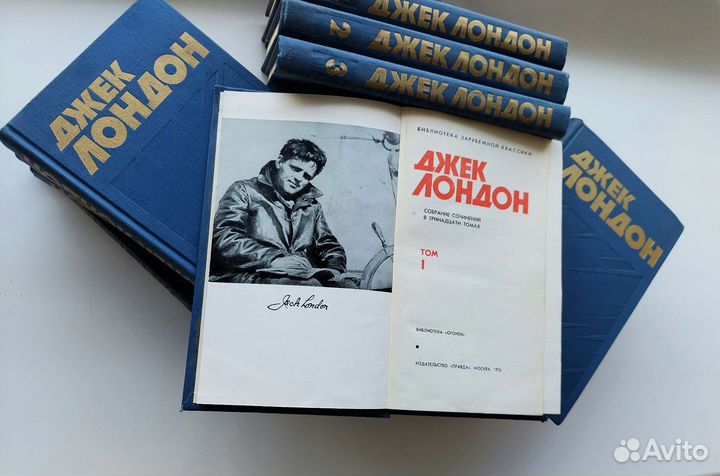 ДЖЕК ЛОНДОН
2 ДЖЕК ЛОНДОН
3 ДЖЕК ЛОНДОН
ДЖЕК
ЛОНДОН
БИБЛИОТЕКА ЗАРУБЕЖНОЙ КЛАССИКИ
ДЖЕК
ЛОНДОН
СОБРАНИЕ СОЧИНЕНИЙ
В ТРИНАДЦАТИ ТОМАХ
ТОМ
1
БИБЛИОТЕКА «ОГОНЕК»
ИЗДАТЕЛЬСТВО «ПРАВДА», МОСКВА, 1976
Jack London
ДЖЕК
ЛОНДОН
Avito